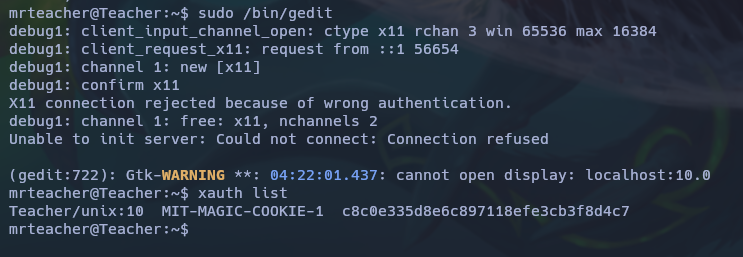 mrteacher@Teacher:~$ sudo /bin/gedit
debug1: client_input_channel_open: ctype x11 rchan 3 win 65536 max 16384
debug1: client_request_x11: request from ::1 56654
debug1: channel 1: new [x11]
debug1: confirm x11
X11 connection rejected because of wrong authentication.
debug1: channel 1: free: x11, nchannels 2
Unable to init server: Could not connect: Connection refused
(gedit:722): Gtk-WARNING **: 04:22:01.437: cannot open display: localhost:10.0
mrteacher@Teacher:~$ xauth list
Teacher/unix:10  MIT-MAGIC-COOKIE-1  c8c0e335d8e6c897118efe3cb3f8d4c7
mrteacher@Teacher:~$